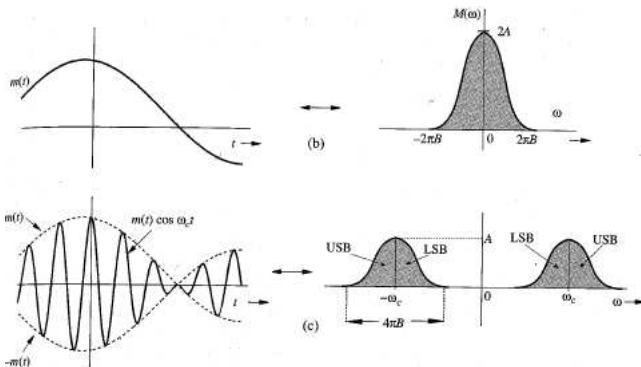 M(ω)
2A
m(t)
t
(b)
−2πB 0 2πB
ω
m(t)
m(t) cos ω_c t
−m(t)
t
USB LSB A LSB USB
−ω_c 0 ω_c ω
4πB
(c)